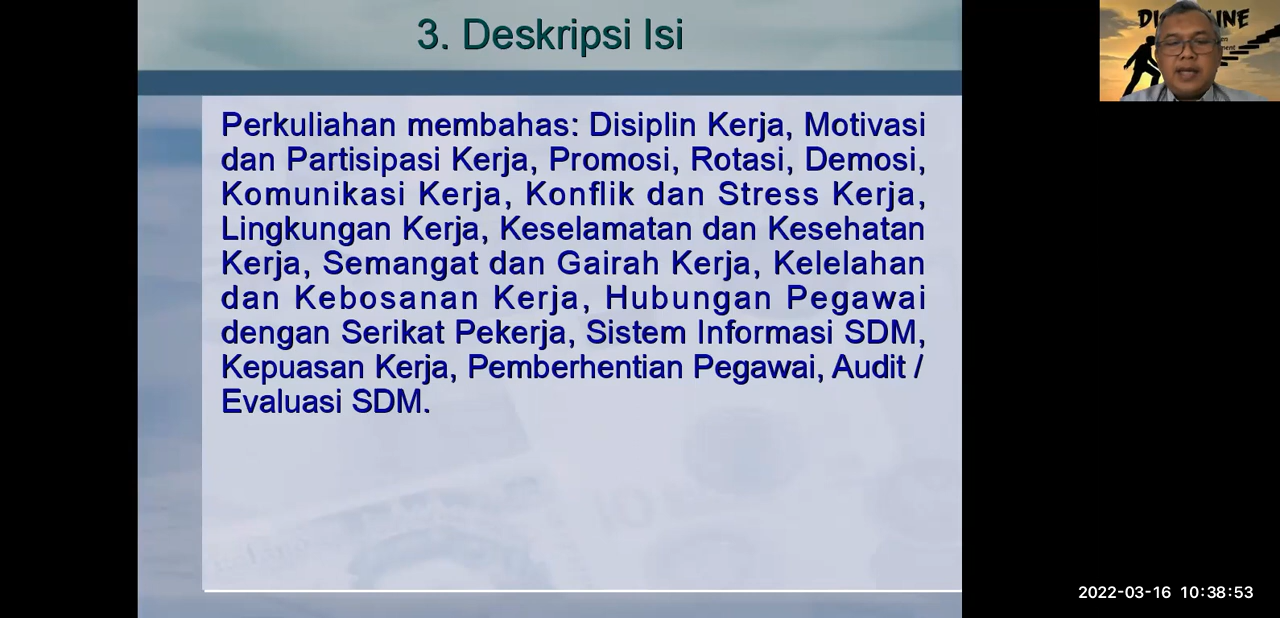 3. Deskripsi Isi
Perkuliahan membahas: Disiplin Kerja, Motivasi
dan Partisipasi Kerja, Promosi, Rotasi, Demosi,
Komunikasi Kerja, Konflik dan Stress Kerja,
Lingkungan Kerja, Keselamatan dan Kesehatan
Kerja, Semangat dan Gairah Kerja, Kelelahan
dan Kebosanan Kerja, Hubungan Pegawai
dengan Serikat Pekerja, Sistem Informasi SDM,
Kepuasan Kerja, Pemberhentian Pegawai, Audit /
Evaluasi SDM.
2022-03-16 10:38:53